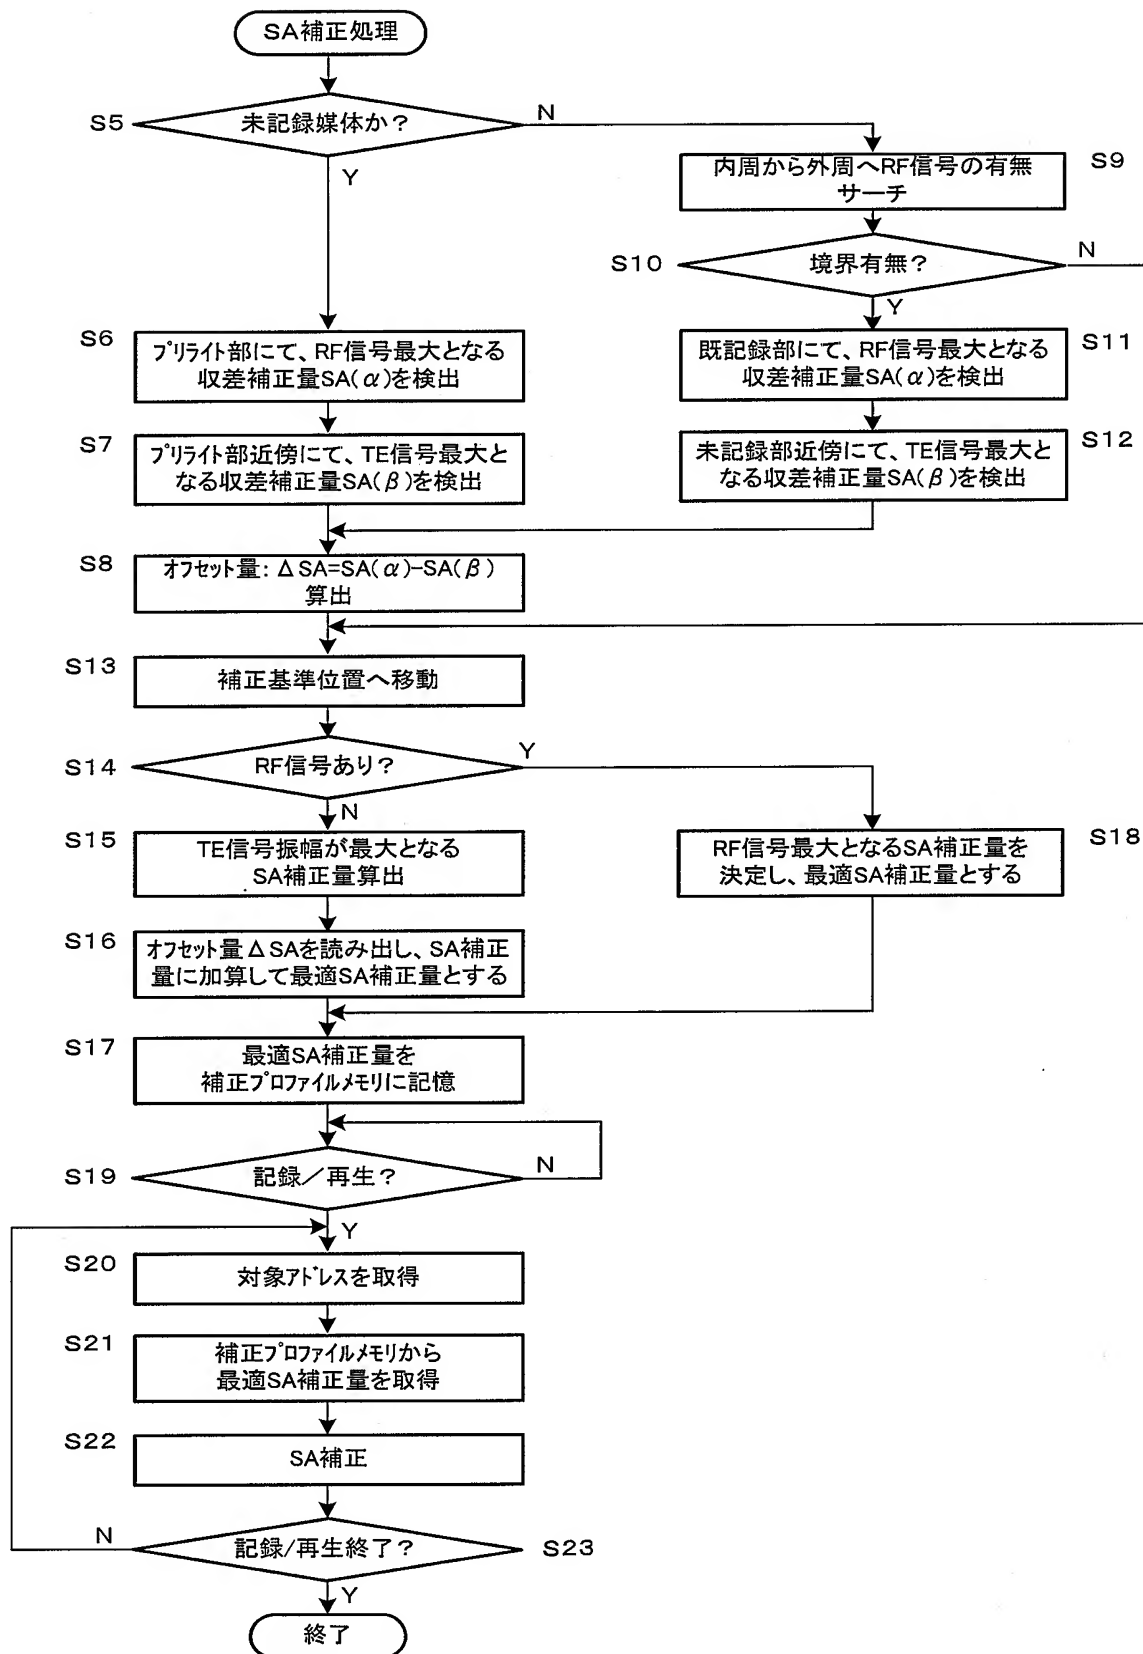 SA補正処理
S5
未記録媒体か?
N
Y
S9
内周から外周へRF信号の有無
サーチ
S10
境界有無?
N
Y
S6
プリライト部にて、RF信号最大となる
収差補正量SA(α)を検出
S11
既記録部にて、RF信号最大となる
収差補正量SA(α)を検出
S7
プリライト部近傍にて、TE信号最大と
なる収差補正量SA(β)を検出
S12
未記録部近傍にて、TE信号最大と
なる収差補正量SA(β)を検出
S8
オフセット量:ΔSA=SA(α)-SA(β)
算出
S13
補正基準位置へ移動
S14
RF信号あり?
Y
N
S15
TE信号振幅が最大となる
SA補正量算出
S18
RF信号最大となるSA補正量を
決定し、最適SA補正量とする
S16
オフセット量ΔSAを読み出し、SA補正
量に加算して最適SA補正量とする
S17
最適SA補正量を
補正プロファイルメモリに記憶
S19
記録/再生?
N
Y
S20
対象アドレスを取得
S21
補正プロファイルメモリから
最適SA補正量を取得
S22
SA補正
N
記録/再生終了?
S23
Y
終了